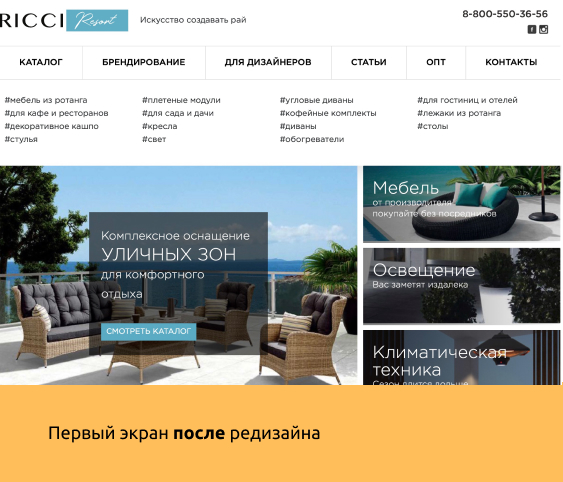 RICCI Resort
Искусство создавать рай
8-800-550-36-56
КАТАЛОГ
БРЕНДИРОВАНИЕ
ДЛЯ ДИЗАЙНЕРОВ
СТАТЬИ
ОПТ
КОНТАКТЫ
#мебель из ротанга
#для кафе и ресторанов
#декоративное кашпо
#стулья
#плетеные модули
#для сада и дачи
#кресла
#свет
#угловые диваны
#кофейные комплекты
#диваны
#обогреватели
#для гостиниц и отелей
#лежаки из ротанга
#столы
Комплексное оснащение
УЛИЧНЫХ ЗОН
для комфортного
отдыха
СМОТРЕТЬ КАТАЛОГ
Мебель
от производителя
покупайте без посредников
Освещение
Вас заметят издалека
Климатическая
техника
Сезон длится дольше
Первый экран после редизайна